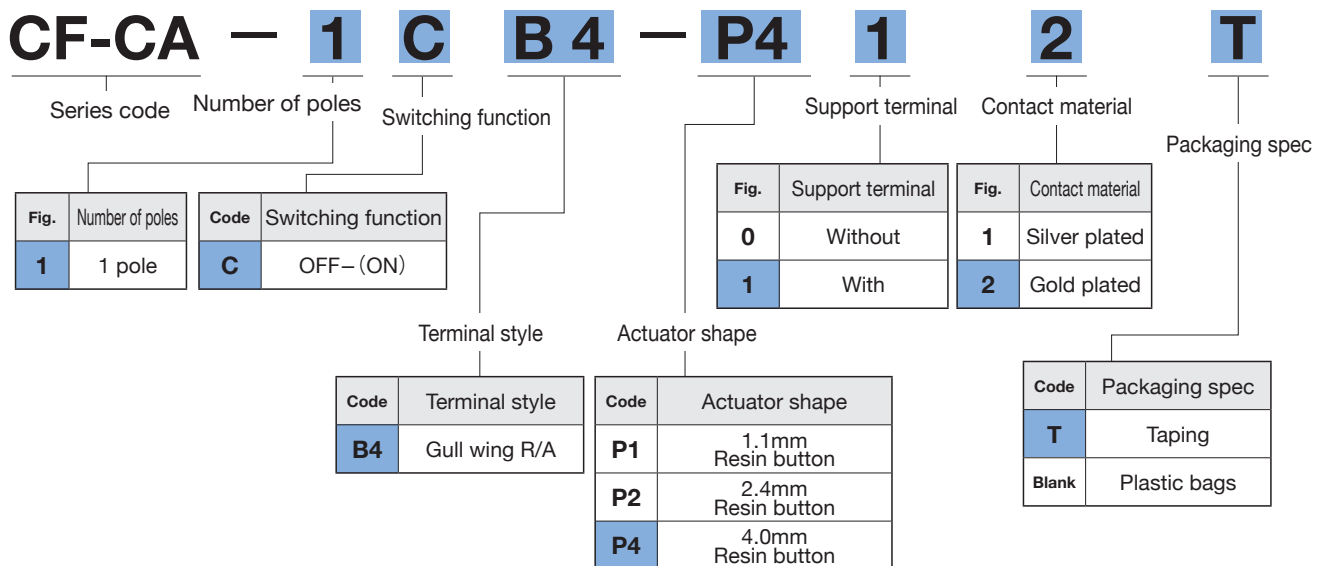 CF-CA — 1 C B 4 — P4 1 2 T
Series code
Number of poles
Switching function
Support terminal
Contact material
Packaging spec
Fig. Number of poles
1 1 pole
Code Switching function
C OFF–(ON)
Fig. Support terminal
0 Without
1 With
Fig. Contact material
1 Silver plated
2 Gold plated
Terminal style
Actuator shape
Code Terminal style
B4 Gull wing R/A
Code Actuator shape
P1 1.1mm
Resin button
P2 2.4mm
Resin button
P4 4.0mm
Resin button
Code Packaging spec
T Taping
Blank Plastic bags